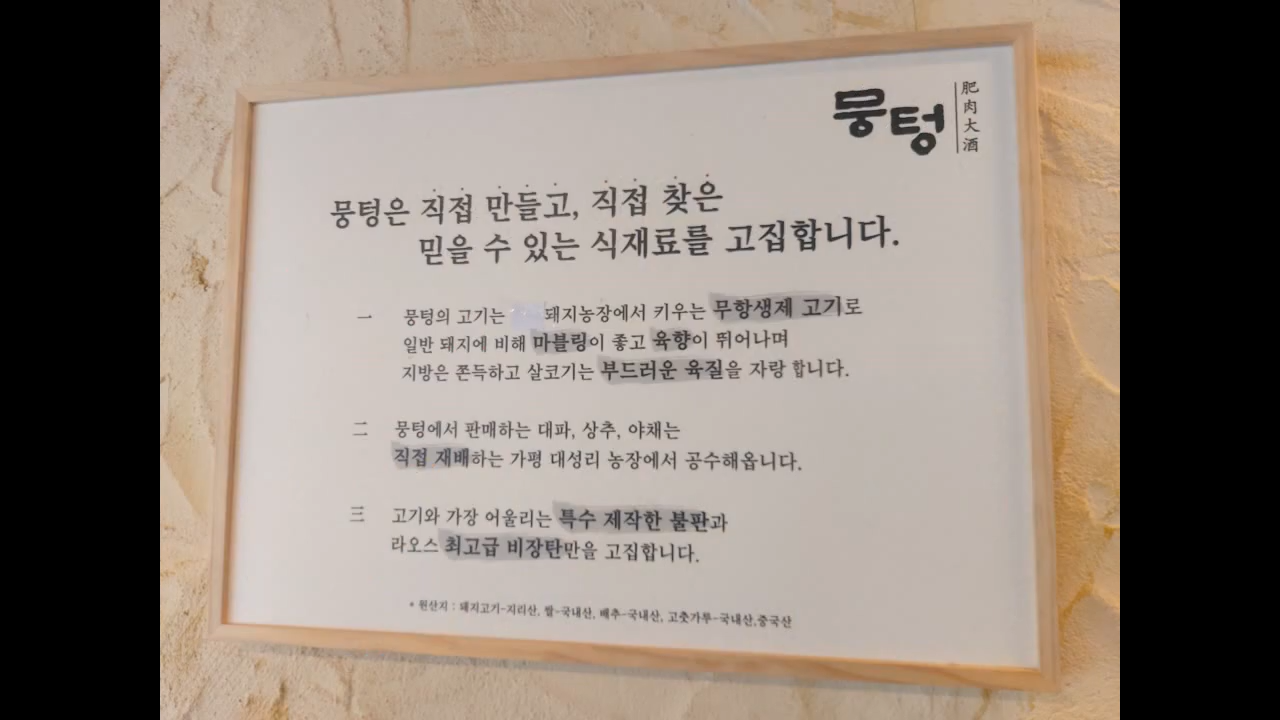 뭉텅
肥肉大酒
뭉텅은 직접 만들고, 직접 찾은
믿을 수 있는 식재료를 고집합니다.
一 뭉텅의 고기는 돼지농장에서 키우는 무항생제 고기로
일반 돼지에 비해 마블링이 좋고 육향이 뛰어나며
지방은 쫀득하고 살코기는 부드러운 육질을 자랑 합니다.
二 뭉텅에서 판매하는 대파, 상추, 야채는
직접 재배하는 가평 대성리 농장에서 공수해옵니다.
三 고기와 가장 어울리는 특수 제작한 불판과
라오스 최고급 비장탄만을 고집합니다.
* 원산지 : 돼지고기-지리산, 쌀-국내산, 배추-국내산, 고춧가루-국내산,중국산